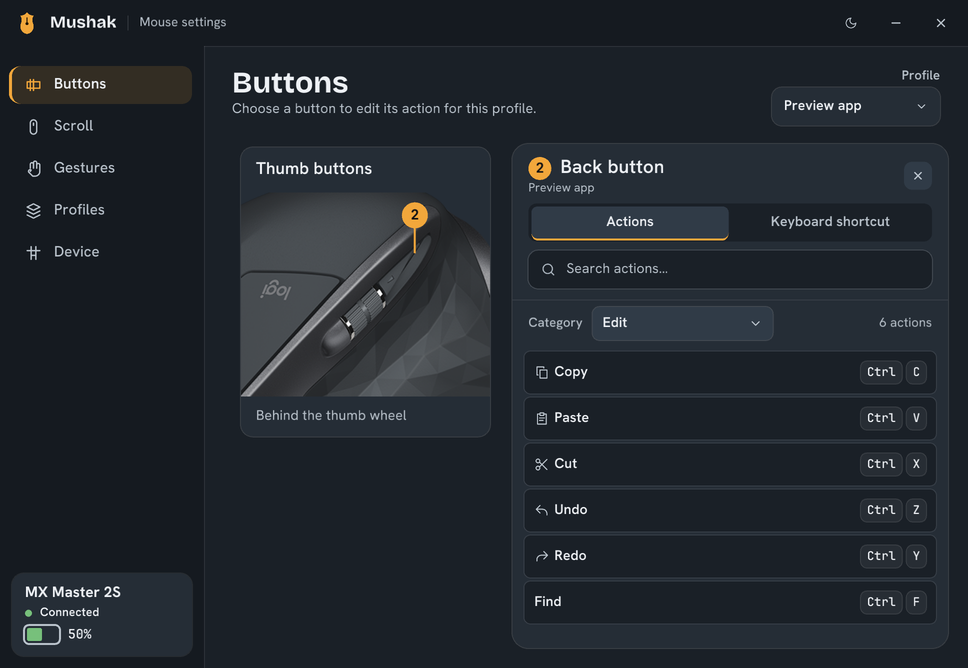 Mushak
Mouse settings
Buttons
Scroll
Gestures
Profiles
Device
MX Master 2S
Connected
50%
Buttons
Choose a button to edit its action for this profile.
Profile
Preview app
Thumb buttons
2
logi
Behind the thumb wheel
2 Back button
Preview app
Actions Keyboard shortcut
Search actions...
Category Edit 6 actions
Copy Ctrl C
Paste Ctrl V
Cut Ctrl X
Undo Ctrl Z
Redo Ctrl Y
Find Ctrl F